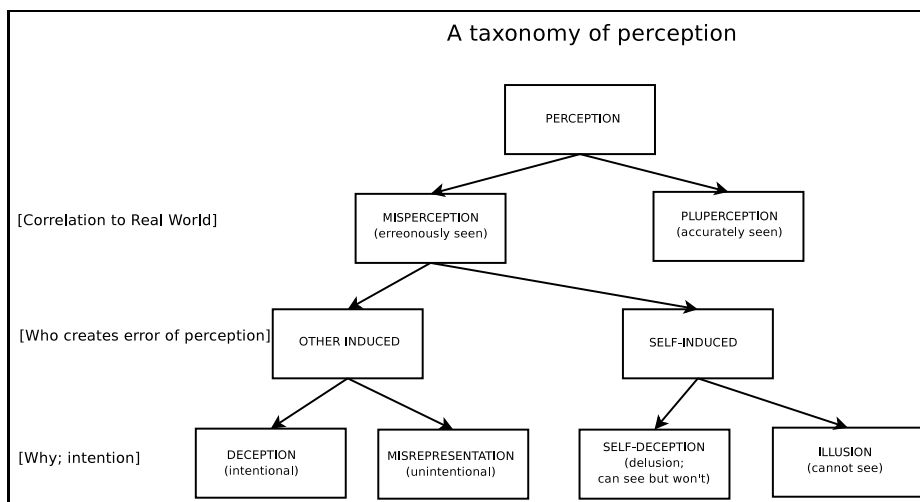 A taxonomy of perception
PERCEPTION
[Correlation to Real World]
MISPERCEPTION
(erreonously seen)
PLUPERCEPTION
(accurately seen)
[Who creates error of perception]
OTHER INDUCED
SELF-INDUCED
[Why; intention]
DECEPTION
(intentional)
MISREPRESENTATION
(unintentional)
SELF-DECEPTION
(delusion;
can see but won't)
ILLUSION
(cannot see)